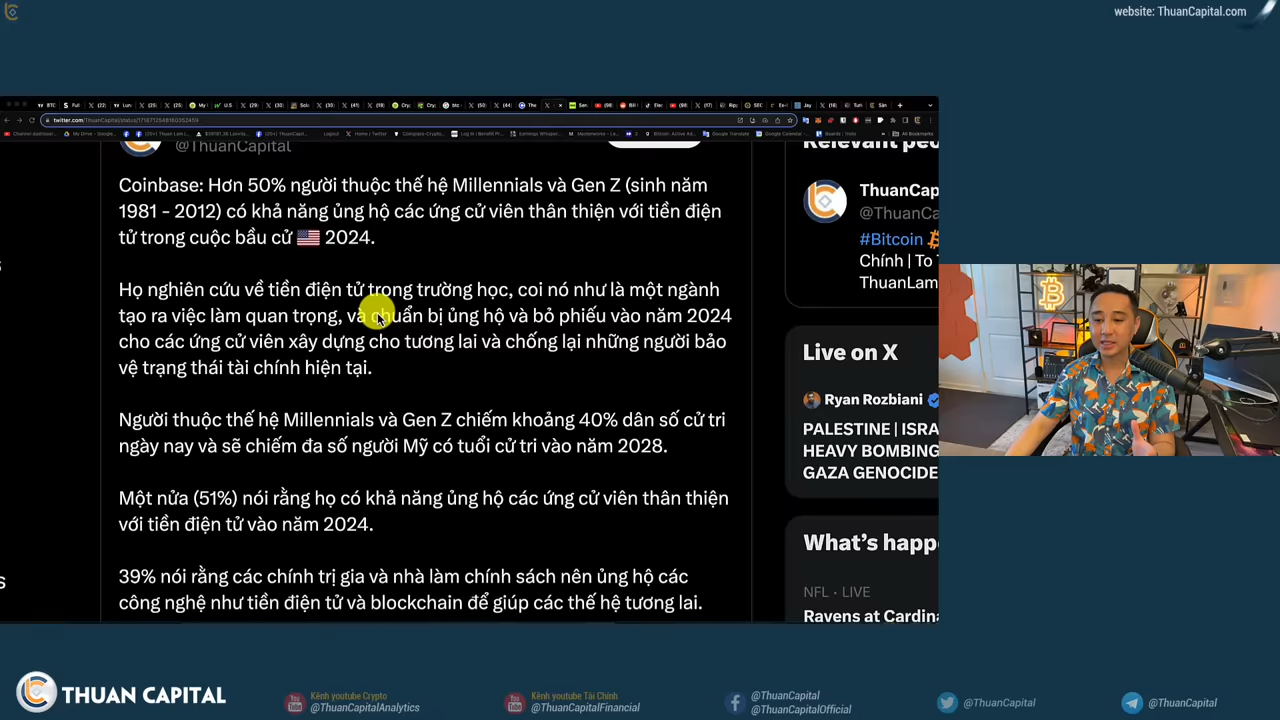 website: ThuanCapital.com
twitter.com/ThuanCapital/status/1718712548160352459
@ThuanCapital
Coinbase: Hơn 50% người thuộc thế hệ Millennials và Gen Z (sinh năm
1981 - 2012) có khả năng ủng hộ các ứng cử viên thân thiện với tiền điện
tử trong cuộc bầu cử 🇺🇸 2024.
Họ nghiên cứu về tiền điện tử trong trường học, coi nó như là một ngành
tạo ra việc làm quan trọng, và chuẩn bị ủng hộ và bỏ phiếu vào năm 2024
cho các ứng cử viên xây dựng cho tương lai và chống lại những người bảo
vệ trạng thái tài chính hiện tại.
Người thuộc thế hệ Millennials và Gen Z chiếm khoảng 40% dân số cử tri
ngày nay và sẽ chiếm đa số người Mỹ có tuổi cử tri vào năm 2028.
Một nửa (51%) nói rằng họ có khả năng ủng hộ các ứng cử viên thân thiện
với tiền điện tử vào năm 2024.
39% nói rằng các chính trị gia và nhà làm chính sách nên ủng hộ các
công nghệ như tiền điện tử và blockchain để giúp các thế hệ tương lai.
Relevant peo
ThuanCap
@ThuanCa
#Bitcoin
Chính | To
ThuanLam
Live on X
Ryan Rozbiani
PALESTINE | ISRA
HEAVY BOMBING
GAZA GENOCIDE
What's happe
NFL · LIVE
Ravens at Cardina
THUAN CAPITAL
Kênh youtube Crypto
@ThuanCapitalAnalytics
Kênh youtube Tài Chính
@ThuanCapitalFinancial
@ThuanCapital
@ThuanCapitalOfficial
@ThuanCapital
@ThuanCapital